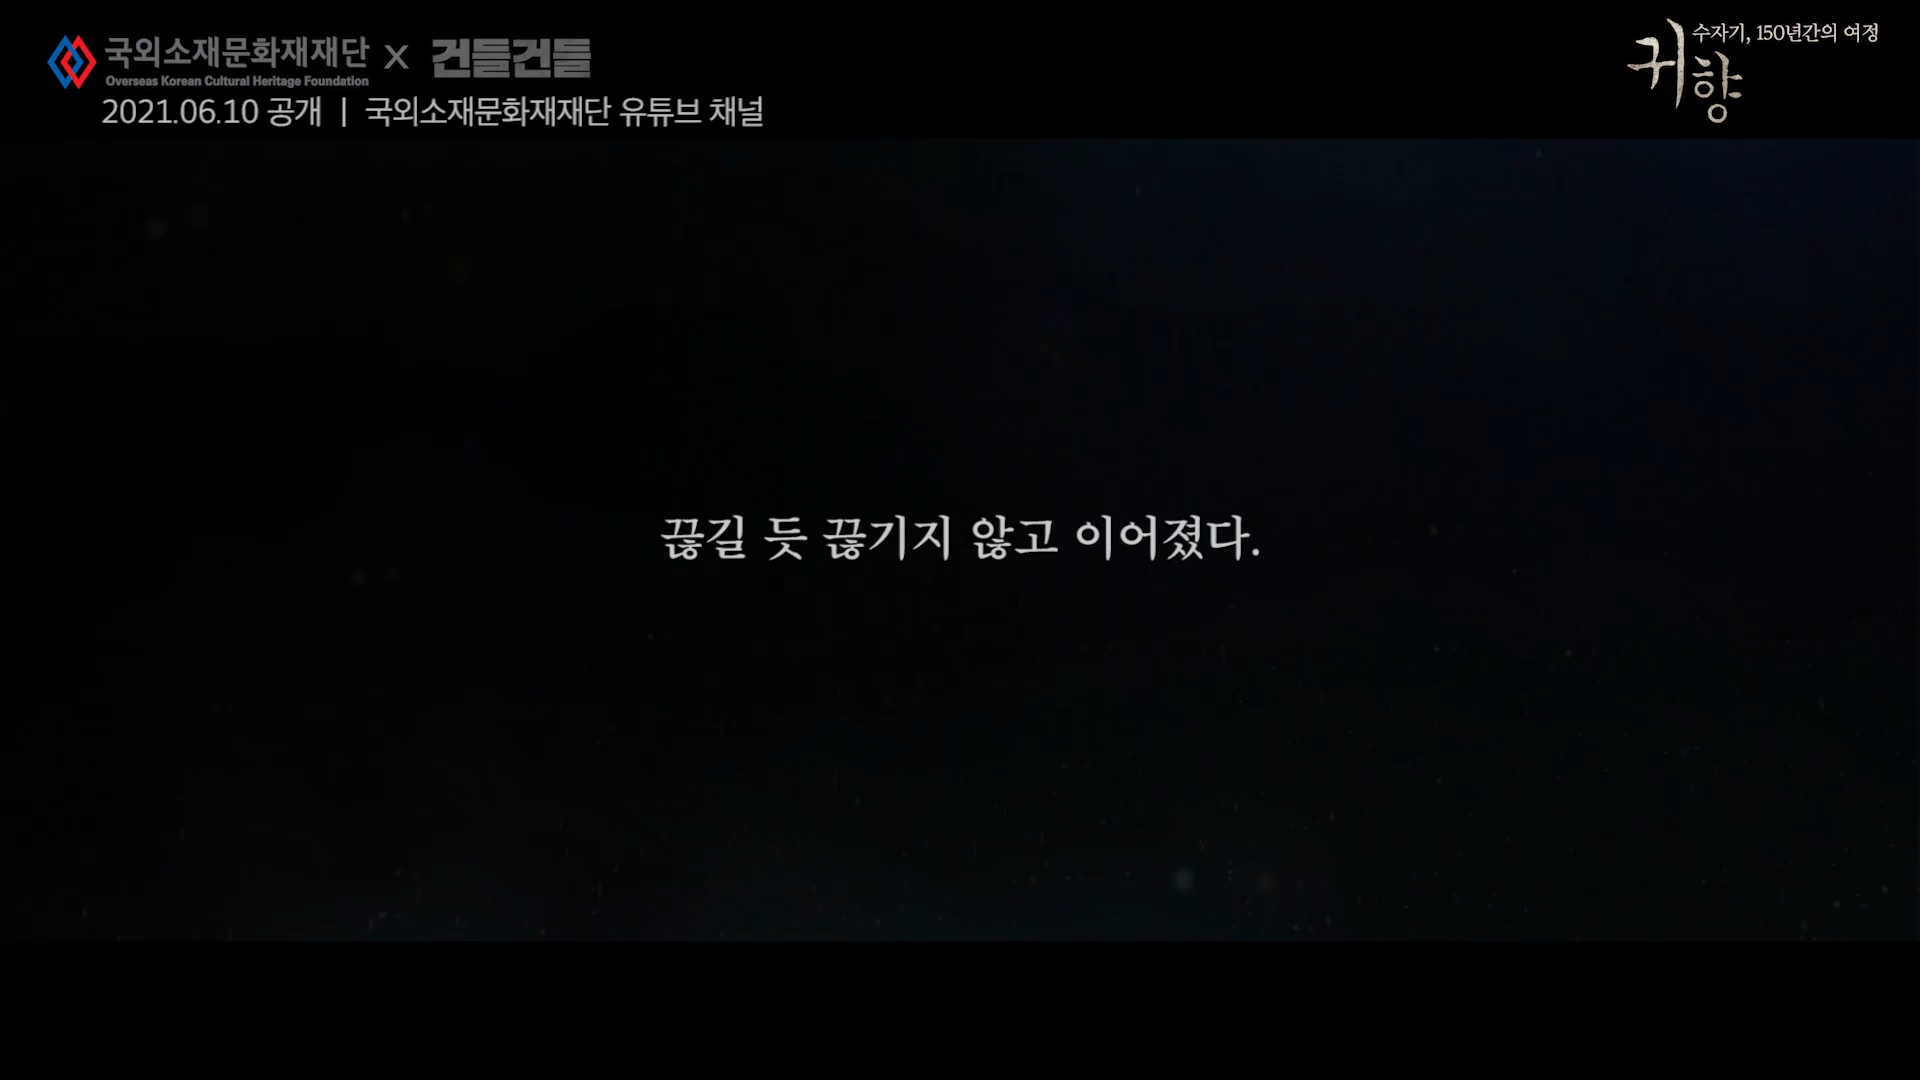 국외소재문화재재단 X 건들건들
Overseas Korean Cultural Heritage Foundation
2021.06.10 공개 | 국외소재문화재재단 유튜브 채널
수자기, 150년간의 여정
귀향
끊길 듯 끊기지 않고 이어졌다.